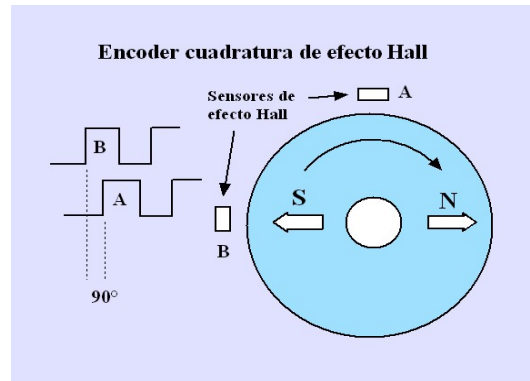 Encoder cuadratura de efecto Hall
Sensores de
efecto Hall
A
B
A
S
N
B
90°